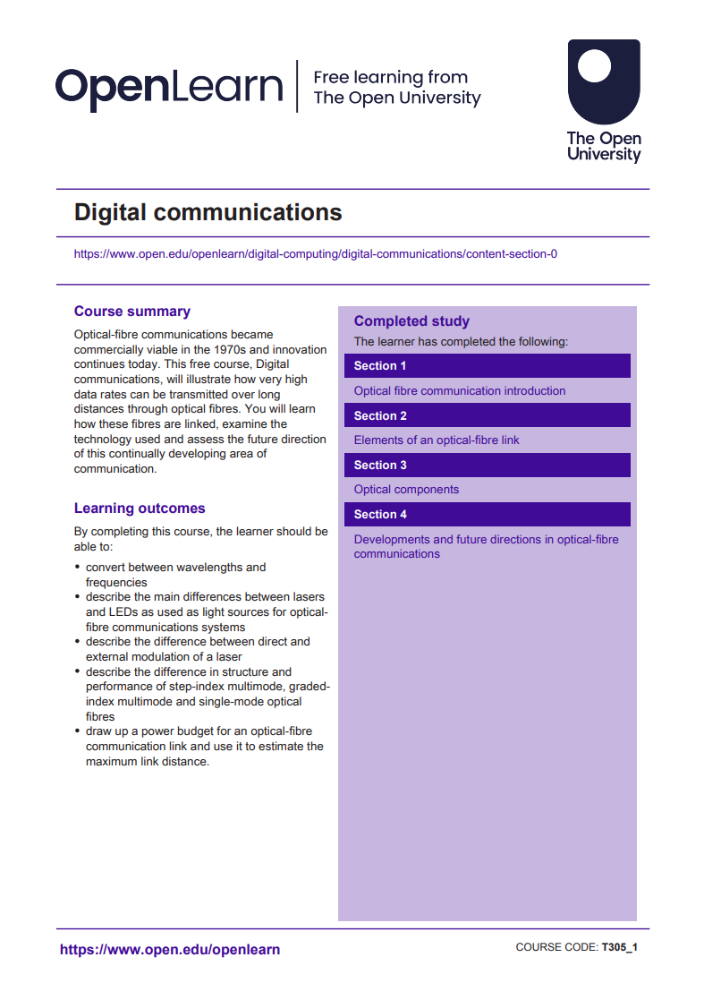 OpenLearn
Free learning from
The Open University
The Open
University
Digital communications
https://www.open.edu/openlearn/digital-computing/digital-communications/content-section-0
Course summary
Optical-fibre communications became
commercially viable in the 1970s and innovation
continues today. This free course, Digital
communications, will illustrate how very high
data rates can be transmitted over long
distances through optical fibres. You will learn
how these fibres are linked, examine the
technology used and assess the future direction
of this continually developing area of
communication.
Learning outcomes
By completing this course, the learner should be
able to:
• convert between wavelengths and
frequencies
• describe the main differences between lasers
and LEDs as used as light sources for optical-
fibre communications systems
• describe the difference between direct and
external modulation of a laser
• describe the difference in structure and
performance of step-index multimode, graded-
index multimode and single-mode optical
fibres
• draw up a power budget for an optical-fibre
communication link and use it to estimate the
maximum link distance.
Completed study
The learner has completed the following:
Section 1
Optical fibre communication introduction
Section 2
Elements of an optical-fibre link
Section 3
Optical components
Section 4
Developments and future directions in optical-fibre
communications
https://www.open.edu/openlearn
COURSE CODE: T305_1